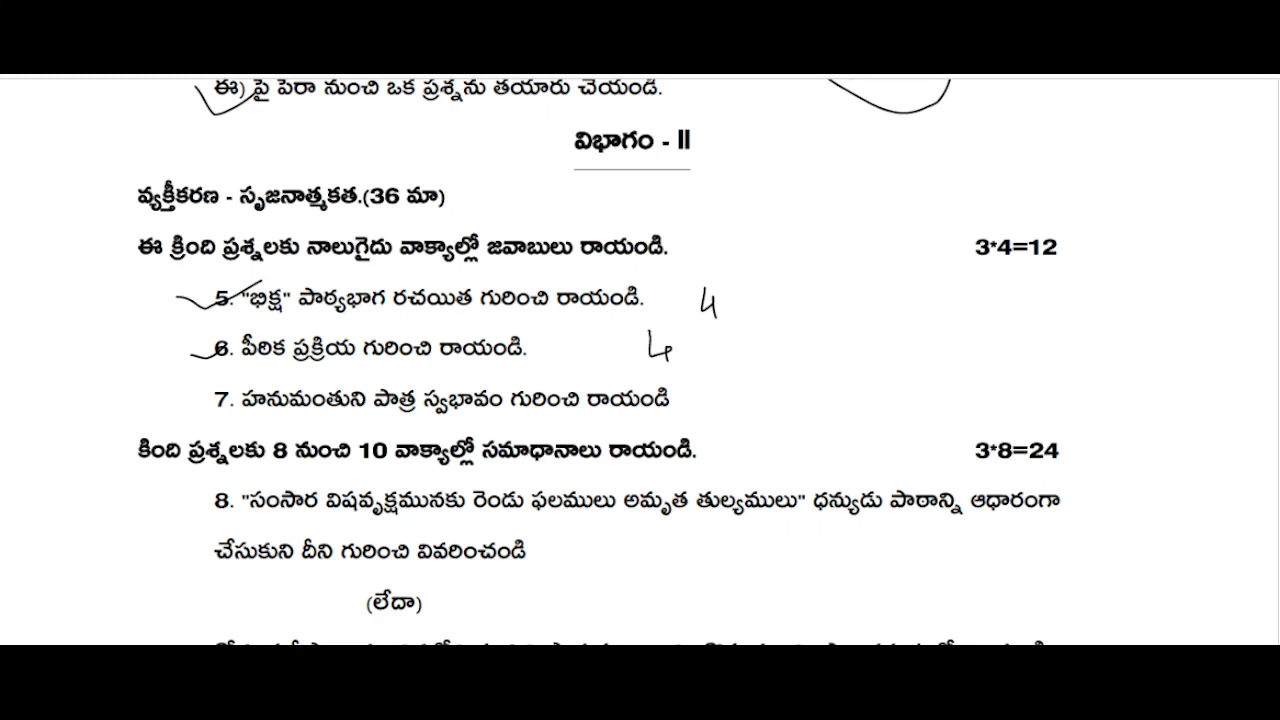 ఈ) పై పేరా నుంచి ఒక ప్రశ్నను తయారు చేయండి.
విభాగం - II
వ్యక్తీకరణ - సృజనాత్మకత.(36 మా)
ఈ క్రింది ప్రశ్నలకు నాలుగైదు వాక్యాల్లో జవాబులు రాయండి. 3*4=12
5. "భిక్ష" పాఠ్యభాగ రచయిత గురించి రాయండి. 4
6. పీఠిక ప్రక్రియ గురించి రాయండి. 4
7. హనుమంతుని పాత్ర స్వభావం గురించి రాయండి
కింది ప్రశ్నలకు 8 నుంచి 10 వాక్యాల్లో సమాధానాలు రాయండి. 3*8=24
8. "సంసార విషవృక్షమునకు రెండు ఫలములు అమృత తుల్యములు" ధన్యుడు పాఠాన్ని ఆధారంగా
చేసుకుని దీని గురించి వివరించండి
(లేదా)